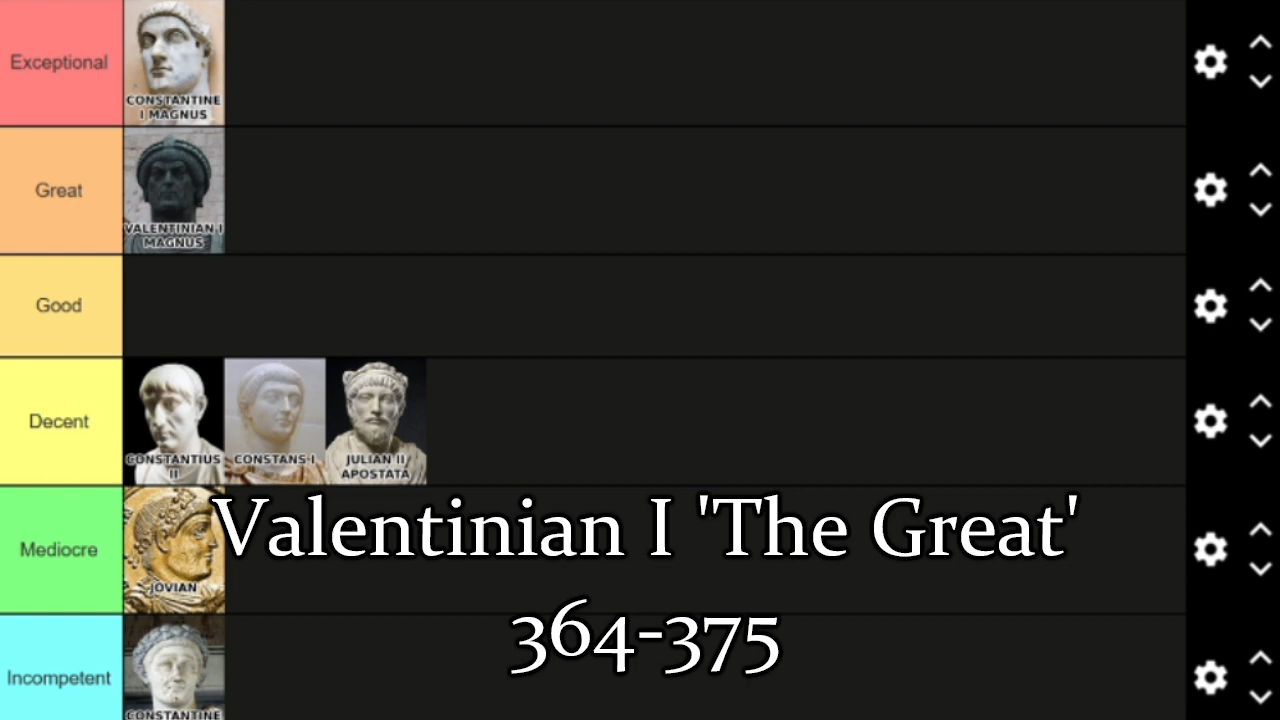 Exceptional
CONSTANTINE
I MAGNUS
Great
VALENTINIAN I
MAGNUS
Good
Decent
CONSTANTIUS
II
CONSTANS I
JULIAN II
APOSTATA
Mediocre
JOVIAN
Valentinian I 'The Great'
364-375
Incompetent
CONSTANTINE